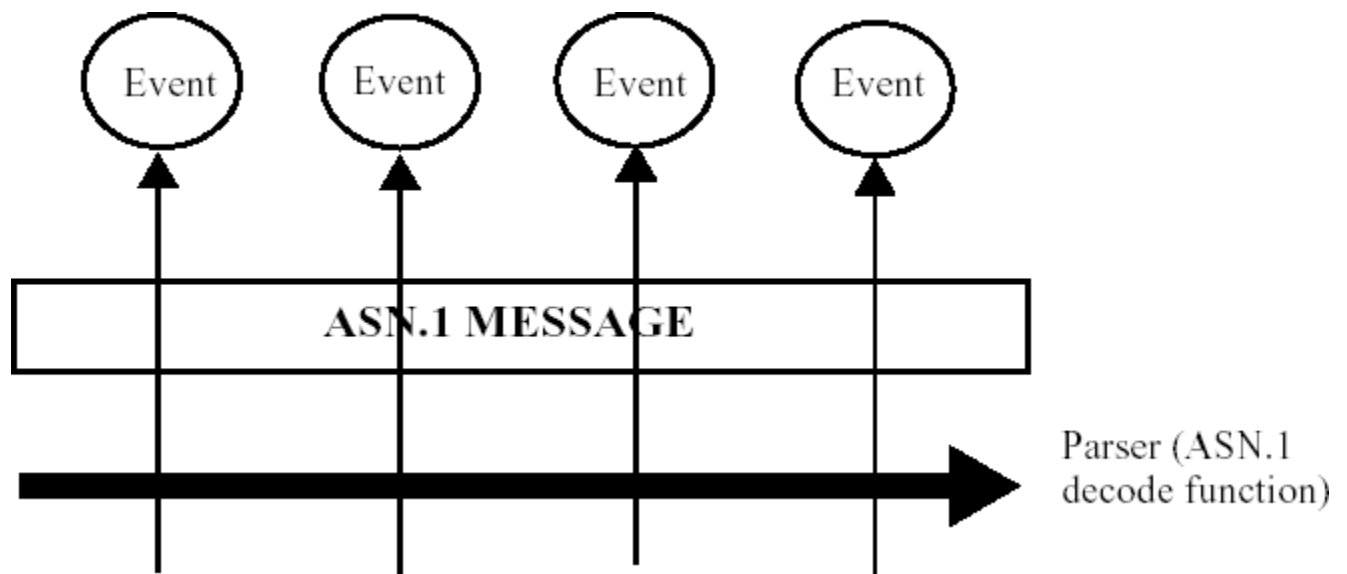 Event
Event
Event
Event
ASN.1 MESSAGE
Parser (ASN.1
decode function)